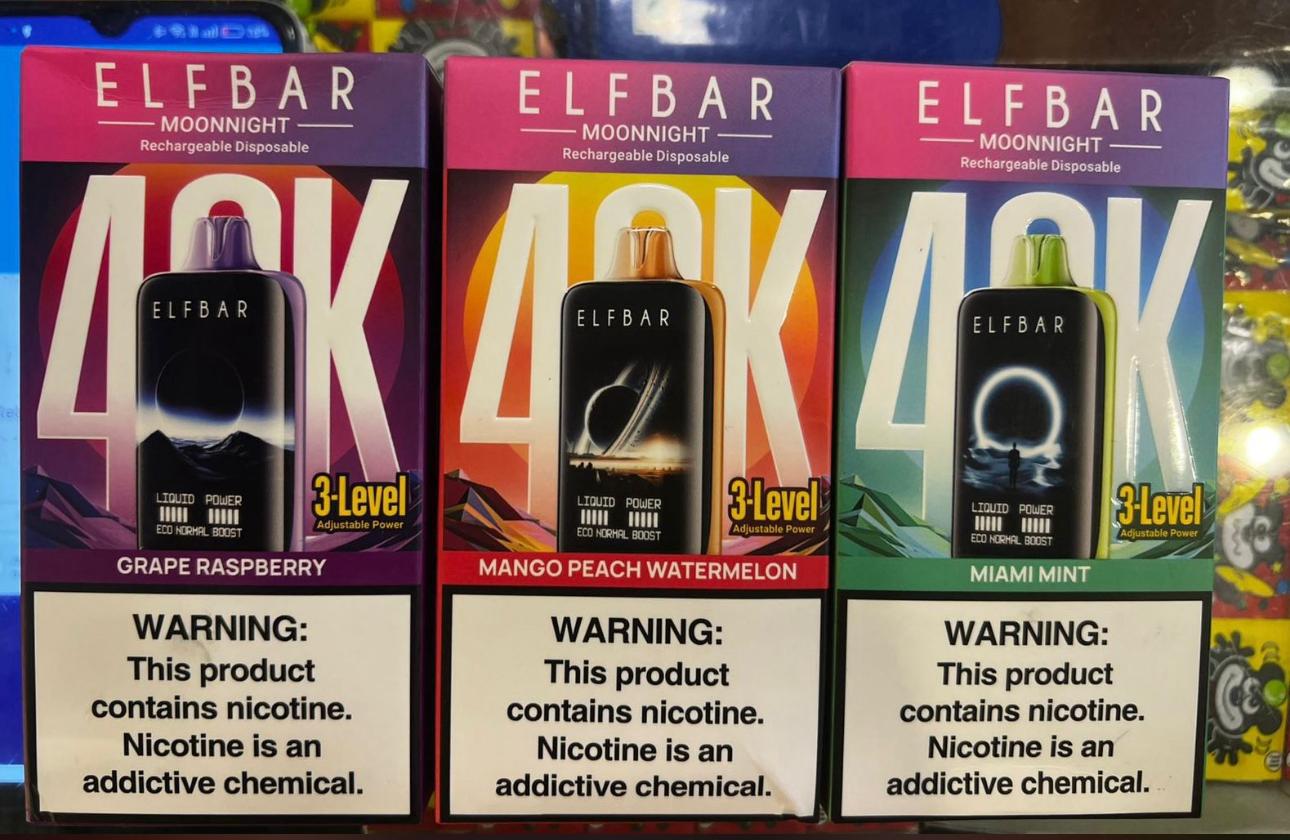 ELFBAR
MOONNIGHT
Rechargeable Disposable
40K
ELFBAR
LIQUID POWER
ECO NORMAL BOOST
3-Level
Adjustable Power
GRAPE RASPBERRY
WARNING:
This product
contains nicotine.
Nicotine is an
addictive chemical.
ELFBAR
MOONNIGHT
Rechargeable Disposable
40K
ELFBAR
LIQUID POWER
ECO NORMAL BOOST
3-Level
Adjustable Power
MANGO PEACH WATERMELON
WARNING:
This product
contains nicotine.
Nicotine is an
addictive chemical.
ELFBAR
MOONNIGHT
Rechargeable Disposable
40K
ELFBAR
LIQUID POWER
ECO NORMAL BOOST
3-Level
Adjustable Power
MIAMI MINT
WARNING:
This product
contains nicotine.
Nicotine is an
addictive chemical.